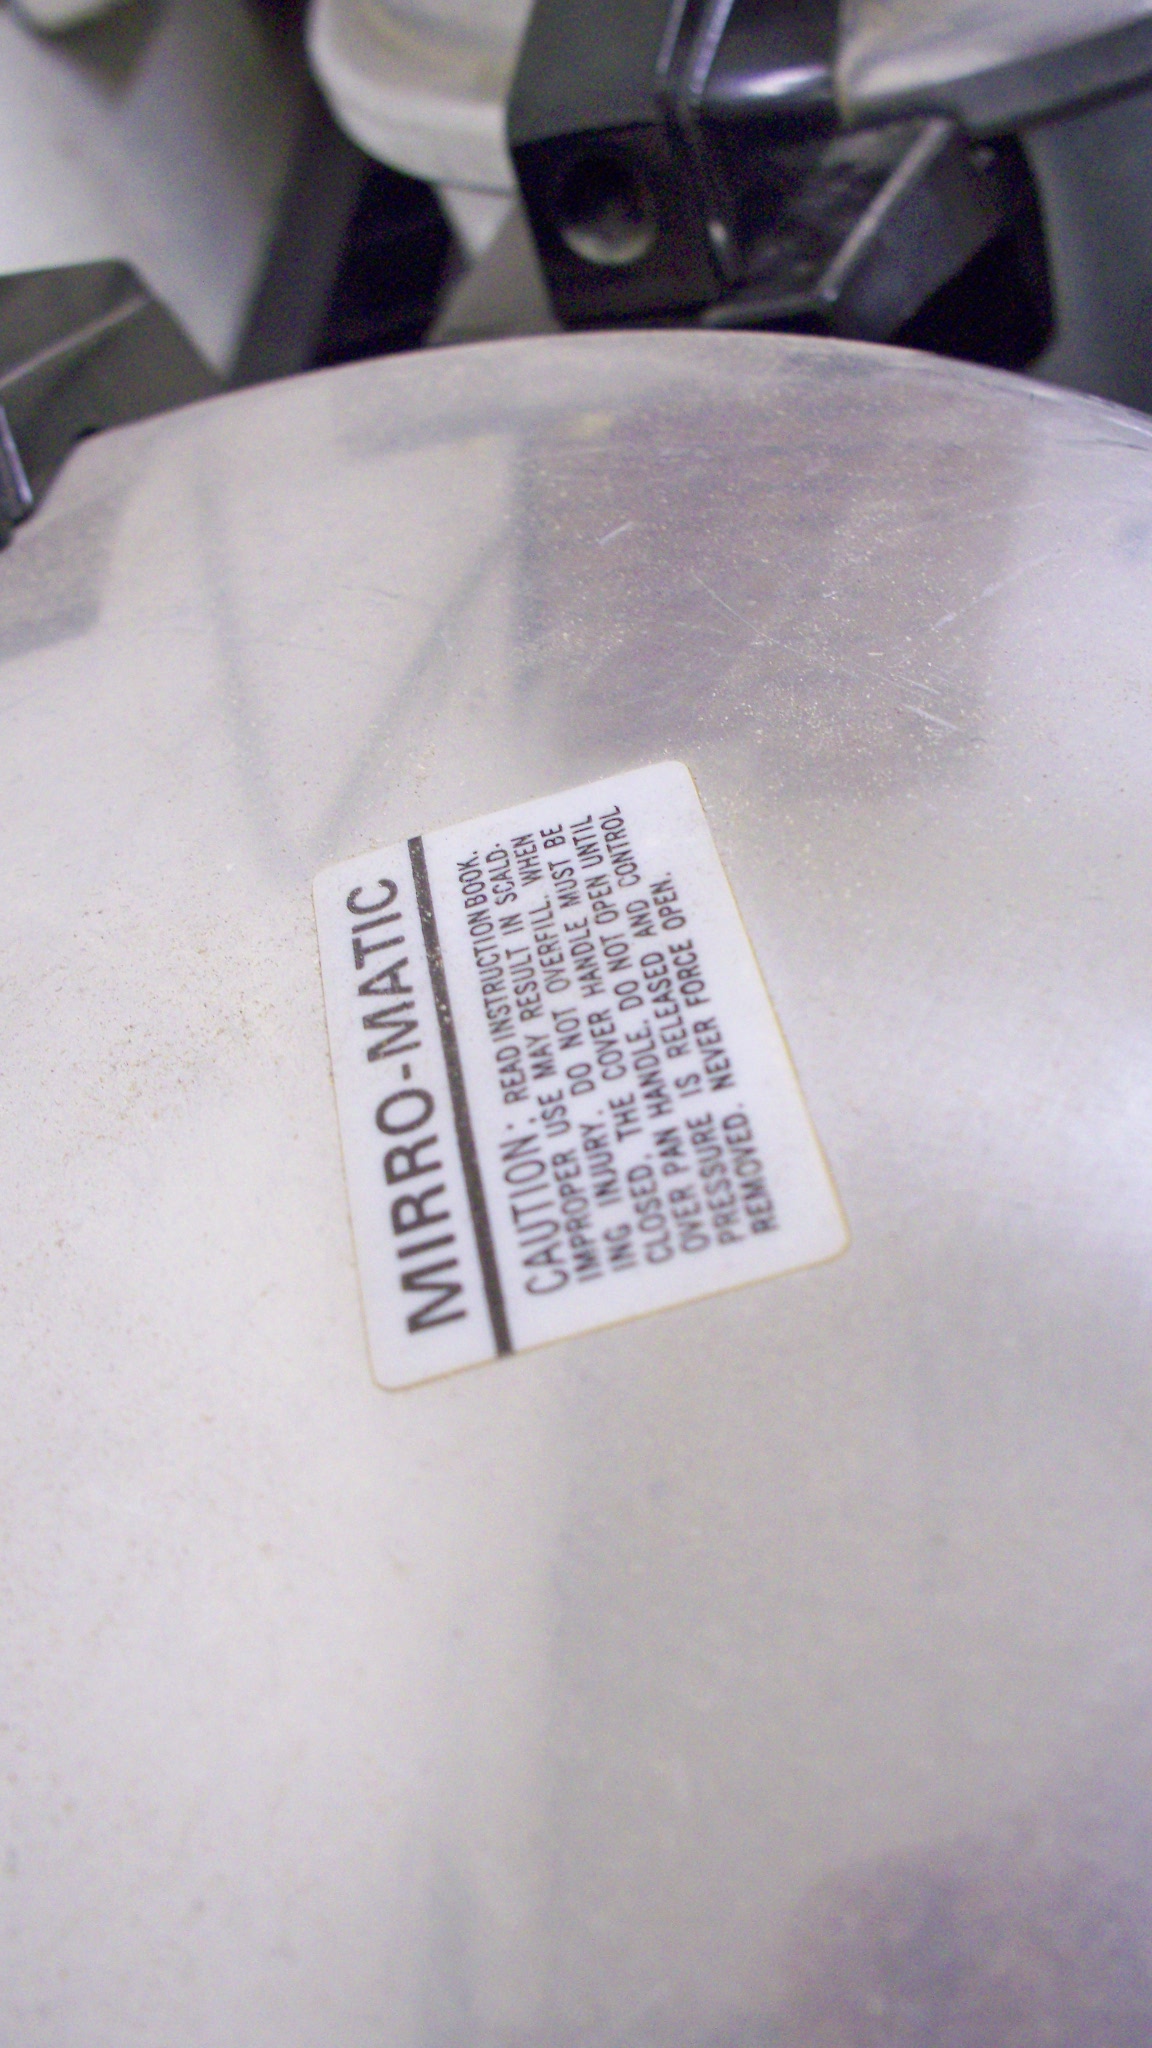 MIRRO-MATIC
CAUTION: READ INSTRUCTION BOOK.
IMPROPER USE MAY RESULT IN SCALD-
ING INJURY. DO NOT OVERFILL. WHEN
CLOSED, THE COVER HANDLE MUST BE
OVER PAN HANDLE. DO NOT OPEN UNTIL
PRESSURE IS RELEASED AND CONTROL
REMOVED. NEVER FORCE OPEN.